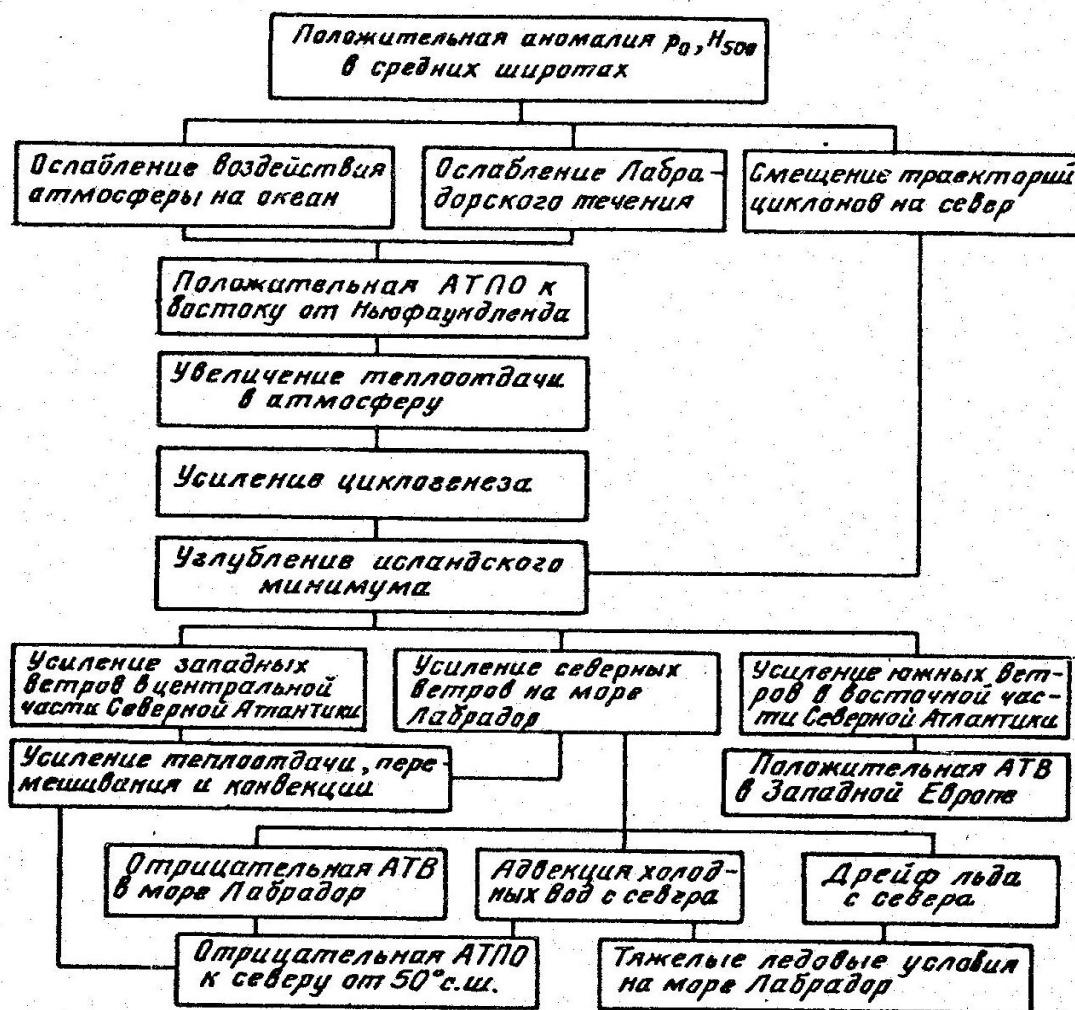 Положительная аномалия p₀, H₅₀₀
в средних широтах
Ослабление воздействия
атмосферы на океан
Ослабление Лабра-
дорского течения
Смещение траекторий
циклонов на север
Положительная АТПО к
востоку от Ньюфаундленда
Увеличение теплоотдачи
в атмосферу
Усиление циклогенеза
Углубление исландского
минимума
Усиление западных
ветров в центральной
части Северной Атлантики
Усиление северных
ветров на море
Лабрадор
Усиление южных вет-
ров в восточной час-
ти Северной Атлантики
Усиление теплоотдачи, пере-
мешивания и конвекции
Положительная АТВ
в Западной Европе
Отрицательная АТВ
в море Лабрадор
Адвекция холод-
ных вод с севера
Дрейф льда
с севера
Отрицательная АТПО
к северу от 50°с.ш.
Тяжелые ледовые условия
на море Лабрадор